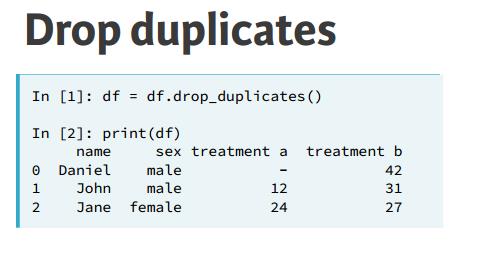 Drop duplicates
In [1]: df = df.drop_duplicates()
In [2]: print(df)
name sex treatment a treatment b
0 Daniel male - 42
1 John male 12 31
2 Jane female 24 27